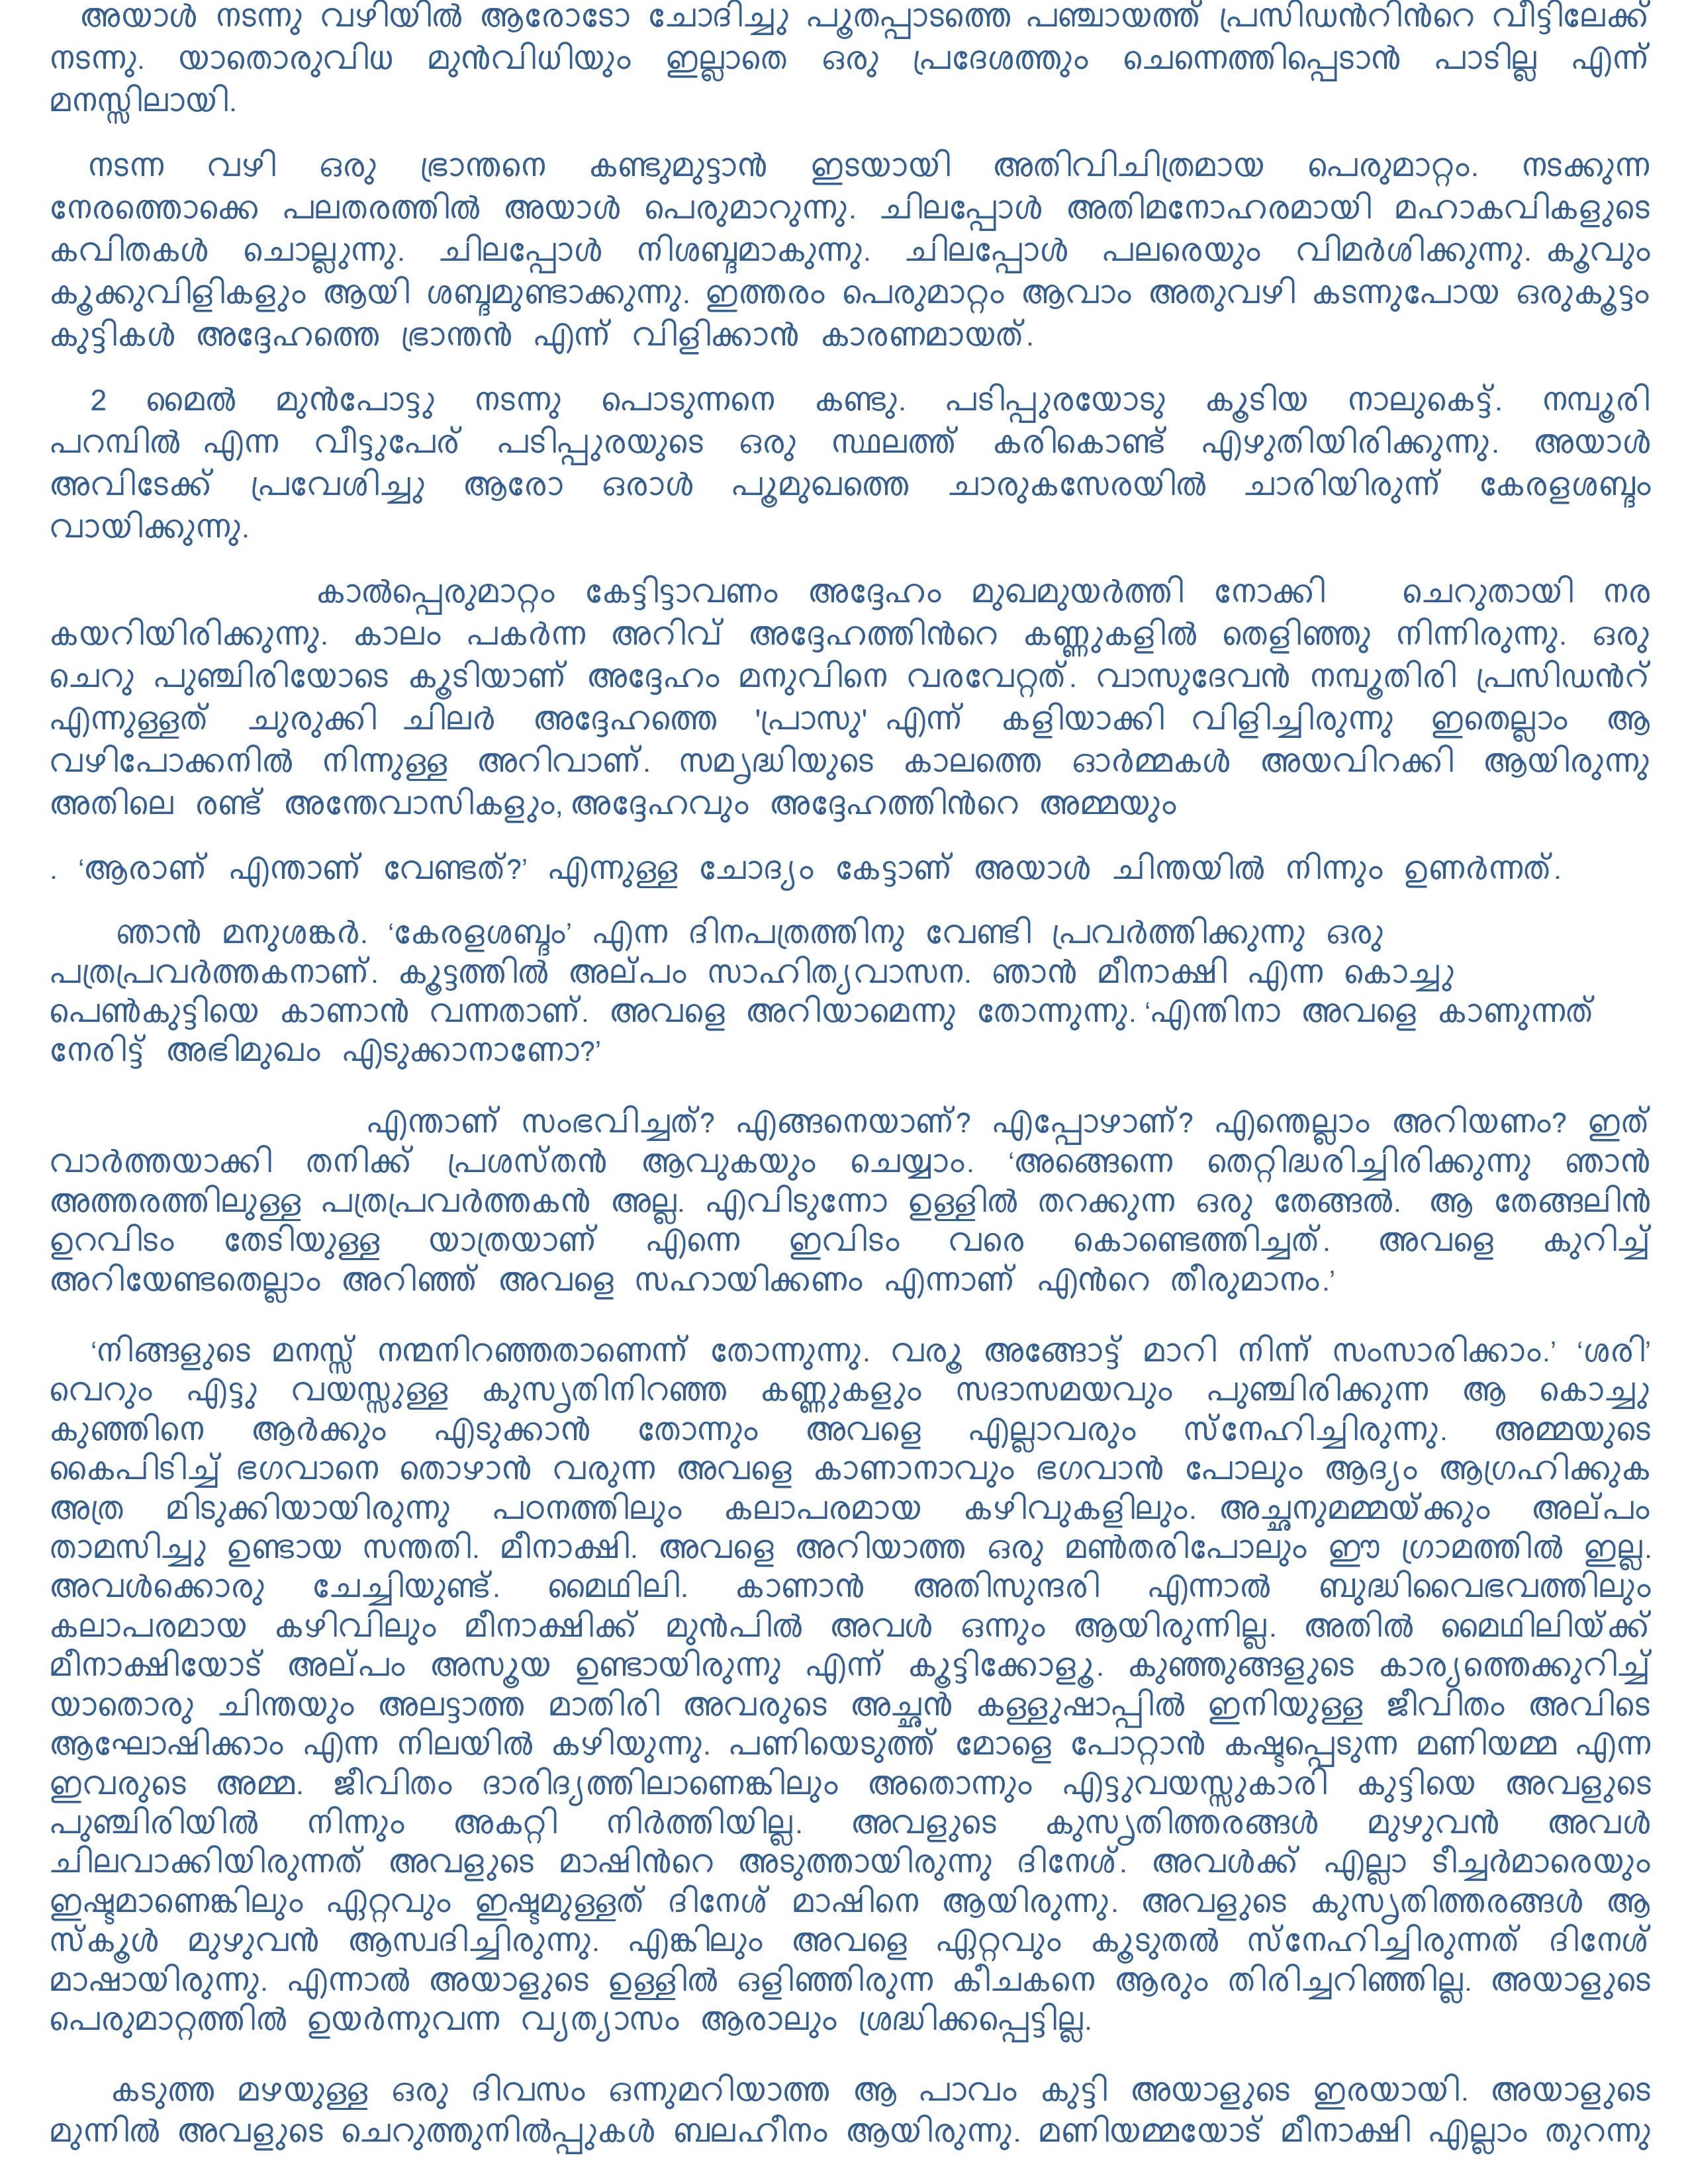 അയാൾ നടന്നു വഴിയിൽ ആരോടോ ചോദിച്ചു പൂതപ്പാടത്തെ പഞ്ചായത്ത് പ്രസിഡൻറിൻറെ വീട്ടിലേക്ക്
നടന്നു. യാതൊരുവിധ മുൻവിധിയും ഇല്ലാതെ ഒരു പ്രദേശത്തും ചെന്നെത്തിപ്പെടാൻ പാടില്ല എന്ന്
മനസ്സിലായി.
നടന്ന വഴി ഒരു ഭ്രാന്തനെ കണ്ടുമുട്ടാൻ ഇടയായി അതിവിചിത്രമായ പെരുമാറ്റം. നടക്കുന്ന
നേരത്തൊക്കെ പലതരത്തിൽ അയാൾ പെരുമാറുന്നു. ചിലപ്പോൾ അതിമനോഹരമായി മഹാകവികളുടെ
കവിതകൾ ചൊല്ലുന്നു. ചിലപ്പോൾ നിശബ്ദമാകുന്നു. ചിലപ്പോൾ പലരെയും വിമർശിക്കുന്നു. കൂവും
കൂക്കുവിളികളും ആയി ശബ്ദമുണ്ടാക്കുന്നു. ഇത്തരം പെരുമാറ്റം ആവാം അതുവഴി കടന്നുപോയ ഒരുകൂട്ടം
കുട്ടികൾ അദ്ദേഹത്തെ ഭ്രാന്തൻ എന്ന് വിളിക്കാൻ കാരണമായത്.
2 മൈൽ മുൻപോട്ടു നടന്നു പൊടുന്നനെ കണ്ടു. പടിപ്പുരയോടു കൂടിയ നാലുകെട്ട്. നമ്പൂരി
പറമ്പിൽ എന്ന വീട്ടുപേര് പടിപ്പുരയുടെ ഒരു സ്ഥലത്ത് കരികൊണ്ട് എഴുതിയിരിക്കുന്നു. അയാൾ
അവിടേക്ക് പ്രവേശിച്ചു ആരോ ഒരാൾ പൂമുഖത്തെ ചാരുകസേരയിൽ ചാരിയിരുന്ന് കേരളശബ്ദം
വായിക്കുന്നു.
കാൽപ്പെരുമാറ്റം കേട്ടിട്ടാവണം അദ്ദേഹം മുഖമുയർത്തി നോക്കി ചെറുതായി നര
കയറിയിരിക്കുന്നു. കാലം പകർന്ന അറിവ് അദ്ദേഹത്തിൻറെ കണ്ണുകളിൽ തെളിഞ്ഞു നിന്നിരുന്നു. ഒരു
ചെറു പുഞ്ചിരിയോടെ കൂടിയാണ് അദ്ദേഹം മനുവിനെ വരവേറ്റത്. വാസുദേവൻ നമ്പൂതിരി പ്രസിഡൻറ്
എന്നുള്ളത് ചുരുക്കി ചിലർ അദ്ദേഹത്തെ 'പ്രാസു' എന്ന് കളിയാക്കി വിളിച്ചിരുന്നു ഇതെല്ലാം ആ
വഴിപോക്കനിൽ നിന്നുള്ള അറിവാണ്. സമൃദ്ധിയുടെ കാലത്തെ ഓർമ്മകൾ അയവിറക്കി ആയിരുന്നു
അതിലെ രണ്ട് അന്തേവാസികളും, അദ്ദേഹവും അദ്ദേഹത്തിൻറെ അമ്മയും
. ‘ആരാണ് എന്താണ് വേണ്ടത്?’ എന്നുള്ള ചോദ്യം കേട്ടാണ് അയാൾ ചിന്തയിൽ നിന്നും ഉണർന്നത്.
ഞാൻ മനുശങ്കർ. ‘കേരളശബ്ദം’ എന്ന ദിനപത്രത്തിനു വേണ്ടി പ്രവർത്തിക്കുന്നു ഒരു
പത്രപ്രവർത്തകനാണ്. കൂട്ടത്തിൽ അല്പം സാഹിത്യവാസന. ഞാൻ മീനാക്ഷി എന്ന കൊച്ചു
പെൺകുട്ടിയെ കാണാൻ വന്നതാണ്. അവളെ അറിയാമെന്നു തോന്നുന്നു. ‘എന്തിനാ അവളെ കാണുന്നത്
നേരിട്ട് അഭിമുഖം എടുക്കാനാണോ?’
എന്താണ് സംഭവിച്ചത്? എങ്ങനെയാണ്? എപ്പോഴാണ്? എന്തെല്ലാം അറിയണം? ഇത്
വാർത്തയാക്കി തനിക്ക് പ്രശസ്തൻ ആവുകയും ചെയ്യാം. ‘അങ്ങെന്നെ തെറ്റിദ്ധരിച്ചിരിക്കുന്നു ഞാൻ
അത്തരത്തിലുള്ള പത്രപ്രവർത്തകൻ അല്ല. എവിടുന്നോ ഉള്ളിൽ തറക്കുന്ന ഒരു തേങ്ങൽ. ആ തേങ്ങലിൻ
ഉറവിടം തേടിയുള്ള യാത്രയാണ് എന്നെ ഇവിടം വരെ കൊണ്ടെത്തിച്ചത്. അവളെ കുറിച്ച്
അറിയേണ്ടതെല്ലാം അറിഞ്ഞ് അവളെ സഹായിക്കണം എന്നാണ് എൻറെ തീരുമാനം.’
‘നിങ്ങളുടെ മനസ്സ് നന്മനിറഞ്ഞതാണെന്ന് തോന്നുന്നു. വരൂ അങ്ങോട്ട് മാറി നിന്ന് സംസാരിക്കാം.’ ‘ശരി’
വെറും എട്ടു വയസ്സുള്ള കുസൃതിനിറഞ്ഞ കണ്ണുകളും സദാസമയവും പുഞ്ചിരിക്കുന്ന ആ കൊച്ചു
കുഞ്ഞിനെ ആർക്കും എടുക്കാൻ തോന്നും അവളെ എല്ലാവരും സ്നേഹിച്ചിരുന്നു. അമ്മയുടെ
കൈപിടിച്ച് ഭഗവാനെ തൊഴാൻ വരുന്ന അവളെ കാണാനാവും ഭഗവാൻ പോലും ആദ്യം ആഗ്രഹിക്കുക
അത്ര മിടുക്കിയായിരുന്നു പഠനത്തിലും കലാപരമായ കഴിവുകളിലും. അച്ഛനുമമ്മയ്ക്കും അല്പം
താമസിച്ചു ഉണ്ടായ സന്തതി. മീനാക്ഷി. അവളെ അറിയാത്ത ഒരു മൺതരിപോലും ഈ ഗ്രാമത്തിൽ ഇല്ല.
അവൾക്കൊരു ചേച്ചിയുണ്ട്. മൈഥിലി. കാണാൻ അതിസുന്ദരി എന്നാൽ ബുദ്ധിവൈഭവത്തിലും
കലാപരമായ കഴിവിലും മീനാക്ഷിക്ക് മുൻപിൽ അവൾ ഒന്നും ആയിരുന്നില്ല. അതിൽ മൈഥിലിയ്ക്ക്
മീനാക്ഷിയോട് അല്പം അസൂയ ഉണ്ടായിരുന്നു എന്ന് കൂട്ടിക്കോളൂ. കുഞ്ഞുങ്ങളുടെ കാര്യത്തെക്കുറിച്ച്
യാതൊരു ചിന്തയും അലട്ടാത്ത മാതിരി അവരുടെ അച്ഛൻ കള്ളുഷാപ്പിൽ ഇനിയുള്ള ജീവിതം അവിടെ
ആഘോഷിക്കാം എന്ന നിലയിൽ കഴിയുന്നു. പണിയെടുത്ത് മോളെ പോറ്റാൻ കഷ്ടപ്പെടുന്ന മണിയമ്മ എന്ന
ഇവരുടെ അമ്മ. ജീവിതം ദാരിദ്യത്തിലാണെങ്കിലും അതൊന്നും എട്ടുവയസ്സുകാരി കുട്ടിയെ അവളുടെ
പുഞ്ചിരിയിൽ നിന്നും അകറ്റി നിർത്തിയില്ല. അവളുടെ കുസൃതിത്തരങ്ങൾ മുഴുവൻ അവൾ
ചിലവാക്കിയിരുന്നത് അവളുടെ മാഷിൻറെ അടുത്തായിരുന്നു ദിനേശ്. അവൾക്ക് എല്ലാ ടീച്ചർമാരെയും
ഇഷ്ടമാണെങ്കിലും ഏറ്റവും ഇഷ്ടമുള്ളത് ദിനേശ് മാഷിനെ ആയിരുന്നു. അവളുടെ കുസൃതിത്തരങ്ങൾ ആ
സ്കൂൾ മുഴുവൻ ആസ്വദിച്ചിരുന്നു. എങ്കിലും അവളെ ഏറ്റവും കൂടുതൽ സ്നേഹിച്ചിരുന്നത് ദിനേശ്
മാഷായിരുന്നു. എന്നാൽ അയാളുടെ ഉള്ളിൽ ഒളിഞ്ഞിരുന്ന കീചകനെ ആരും തിരിച്ചറിഞ്ഞില്ല. അയാളുടെ
പെരുമാറ്റത്തിൽ ഉയർന്നുവന്ന വ്യത്യാസം ആരാലും ശ്രദ്ധിക്കപ്പെട്ടില്ല.
കടുത്ത മഴയുള്ള ഒരു ദിവസം ഒന്നുമറിയാത്ത ആ പാവം കുട്ടി അയാളുടെ ഇരയായി. അയാളുടെ
മുന്നിൽ അവളുടെ ചെറുത്തുനിൽപ്പുകൾ ബലഹീനം ആയിരുന്നു. മണിയമ്മയോട് മീനാക്ഷി എല്ലാം തുറന്നു